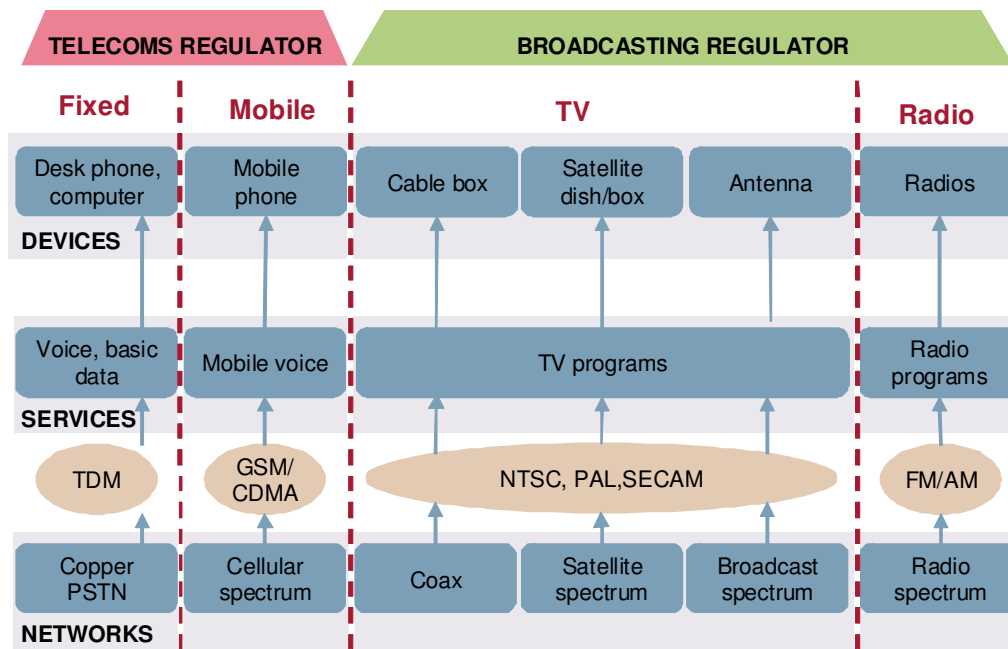 TELECOMS REGULATOR
BROADCASTING REGULATOR
Fixed
Mobile
TV
Radio
Desk phone,
computer
Mobile
phone
Cable box
Satellite
dish/box
Antenna
Radios
DEVICES
Voice, basic
data
Mobile voice
TV programs
Radio
programs
SERVICES
TDM
GSM/
CDMA
NTSC, PAL,SECAM
FM/AM
Copper
PSTN
Cellular
spectrum
Coax
Satellite
spectrum
Broadcast
spectrum
Radio
spectrum
NETWORKS